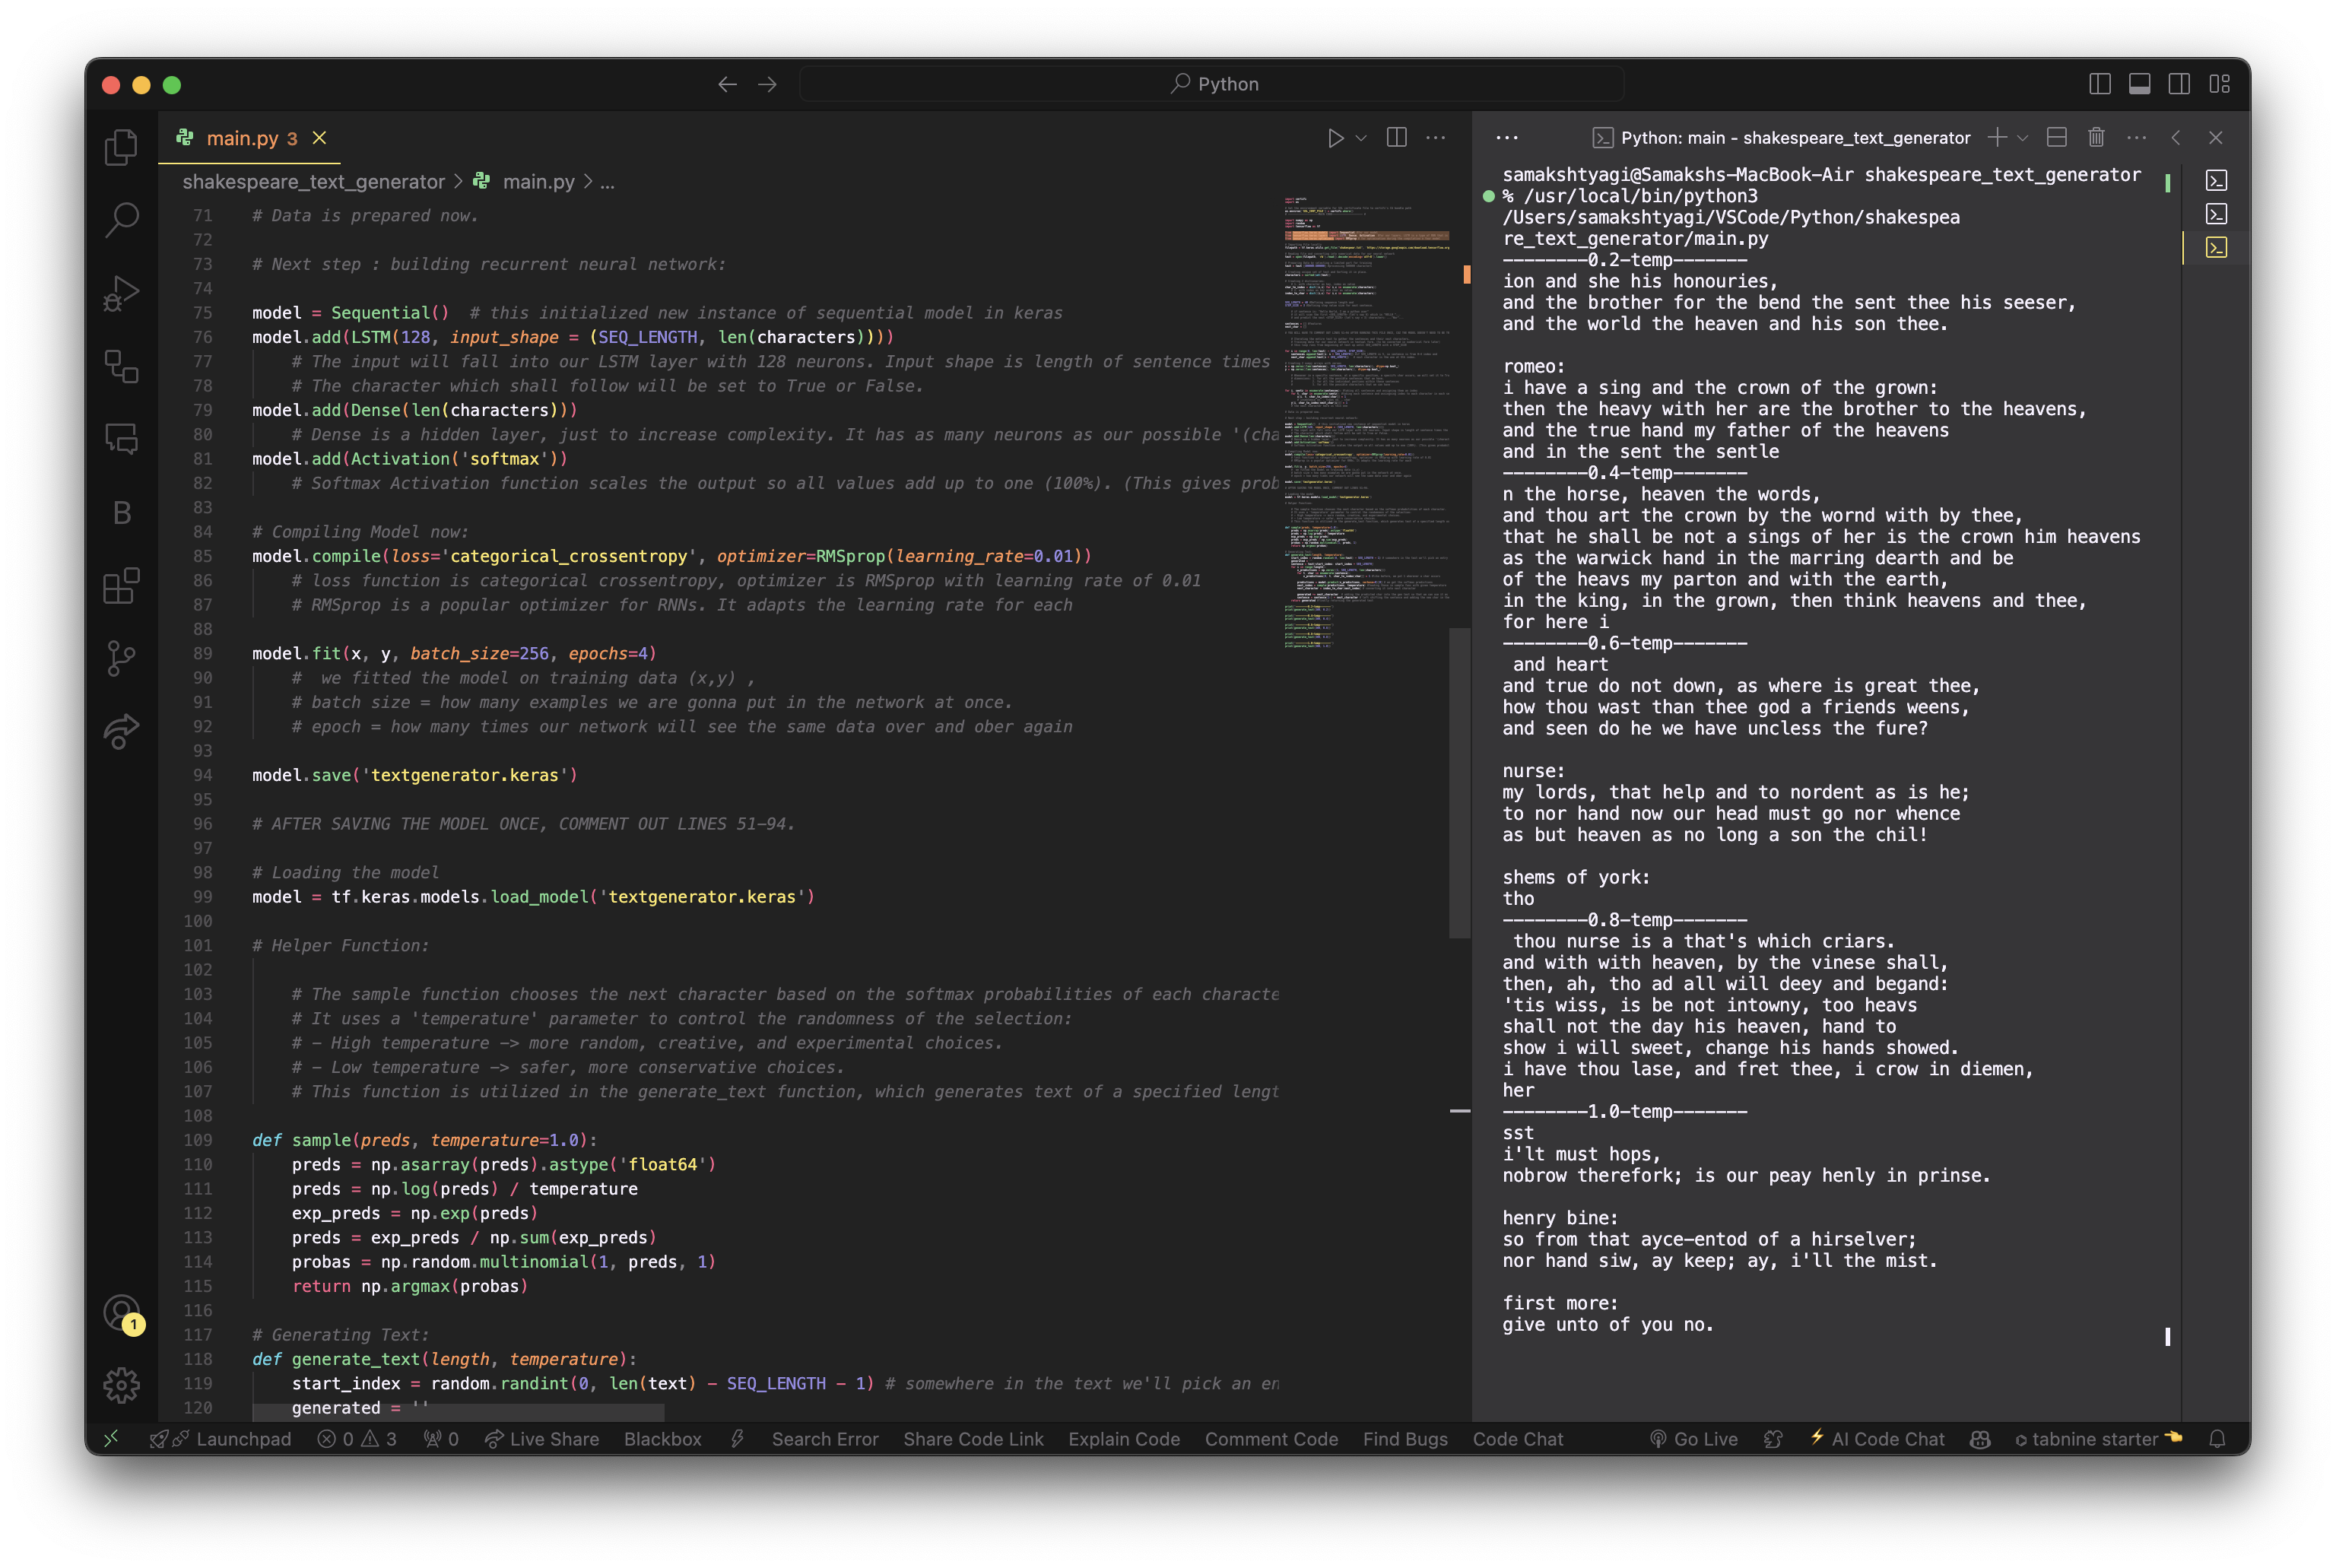 Python
main.py 3
shakespeare_text_generator > main.py > ...
71 # Data is prepared now.
72
73 # Next step : building recurrent neural network:
74
75 model = Sequential()  # this initialized new instance of sequential model in keras
76 model.add(LSTM(128, input_shape = (SEQ_LENGTH, len(characters))))
77     # The input will fall into our LSTM layer with 128 neurons. Input shape is length of sentence times
78     # The character which shall follow will be set to True or False.
79 model.add(Dense(len(characters)))
80     # Dense is a hidden layer, just to increase complexity. It has as many neurons as our possible '(cha
81 model.add(Activation('softmax'))
82     # Softmax Activation function scales the output so all values add up to one (100%). (This gives prob
83
84 # Compiling Model now:
85 model.compile(loss='categorical_crossentropy', optimizer=RMSprop(learning_rate=0.01))
86     # loss function is categorical crssentropy, optimizer is RMSprop with learning rate of 0.01
87     # RMSprop is a popular optimizer for RNNs. It adapts the learning rate for each
88
89 model.fit(x, y, batch_size=256, epochs=4)
90     #  we fitted the model on training data (x,y) ,
91     # batch size = how many examples we are gonna put in the network at once.
92     # epoch = how many times our network will see the same data over and ober again
93
94 model.save('textgenerator.keras')
95
96 # AFTER SAVING THE MODEL ONCE, COMMENT OUT LINES 51-94.
97
98 # Loading the model
99 model = tf.keras.models.load_model('textgenerator.keras')
100
101 # Helper Function:
102
103     # The sample function chooses the next character based on the softmax probabilities of each characte
104     # It uses a 'temperature' parameter to control the randomness of the selection:
105     # - High temperature -> more random, creative, and experimental choices.
106     # - Low temperature -> safer, more conservative choices.
107     # This function is utilized in the generate_text function, which generates text of a specified lengt
108
109 def sample(preds, temperature=1.0):
110     preds = np.asarray(preds).astype('float64')
111     preds = np.log(preds) / temperature
112     exp_preds = np.exp(preds)
113     preds = exp_preds / np.sum(exp_preds)
114     probas = np.random.multinomial(1, preds, 1)
115     return np.argmax(probas)
116
117 # Generating Text:
118 def generate_text(length, temperature):
119     start_index = random.randint(0, len(text) - SEQ_LENGTH - 1) # somewhere in the text we'll pick an en
120     generated = ''
Python: main - shakespeare_text_generator
samakshtyagi@Samakshs-MacBook-Air shakespeare_text_generator
% /usr/local/bin/python3
/Users/samakshtyagi/VSCode/Python/shakespea
re_text_generator/main.py
--------0.2-temp-------
ion and she his honouries,
and the brother for the bend the sent thee his seeser,
and the world the heaven and his son thee.

romeo:
i have a sing and the crown of the grown:
then the heavy with her are the brother to the heavens,
and the true hand my father of the heavens
and in the sent the sentle
--------0.4-temp-------
n the horse, heaven the words,
and thou art the crown by the wornd with by thee,
that he shall be not a sings of her is the crown him heavens
as the warwick hand in the marring dearth and be
of the heavs my parton and with the earth,
in the king, in the grown, then think heavens and thee,
for here i
--------0.6-temp-------
 and heart
and true do not down, as where is great thee,
how thou wast than thee god a friends weens,
and seen do he we have uncless the fure?

nurse:
my lords, that help and to nordent as is he;
to nor hand now our head must go nor whence
as but heaven as no long a son the chil!

shems of york:
tho
--------0.8-temp-------
 thou nurse is a that's which criars.
and with with heaven, by the vinese shall,
then, ah, tho ad all will deey and begand:
'tis wiss, is be not intowny, too heavs
shall not the day his heaven, hand to
show i will sweet, change his hands showed.
i have thou lase, and fret thee, i crow in diemen,
her
--------1.0-temp-------
sst
i'lt must hops,
nobrow therefork; is our peay henly in prinse.

henry bine:
so from that ayce-entod of a hirselver;
nor hand siw, ay keep; ay, i'll the mist.

first more:
give unto of you no.
B
1
Launchpad 0 3 0 Live Share Blackbox Search Error Share Code Link Explain Code Comment Code Find Bugs Code Chat Go Live AI Code Chat tabnine starter